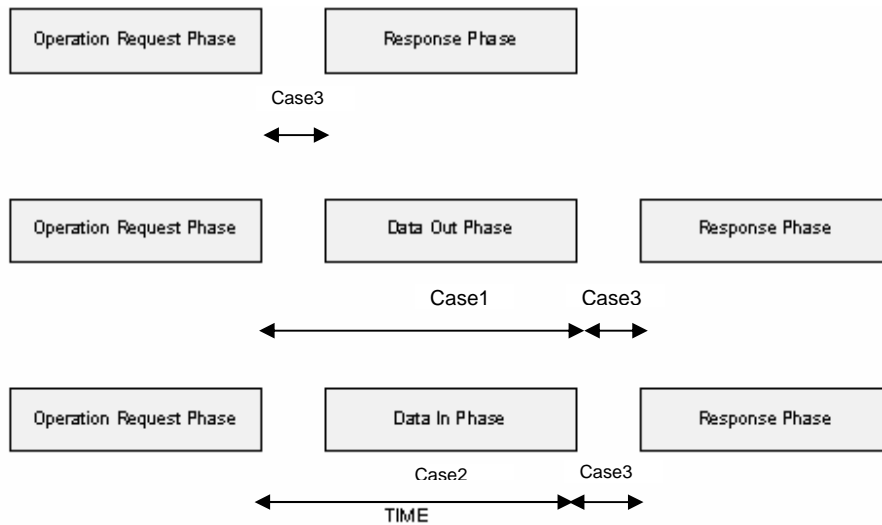 Operation Request Phase
Response Phase
Case3
Operation Request Phase
Data Out Phase
Response Phase
Case1
Case3
Operation Request Phase
Data In Phase
Response Phase
Case2
Case3
TIME